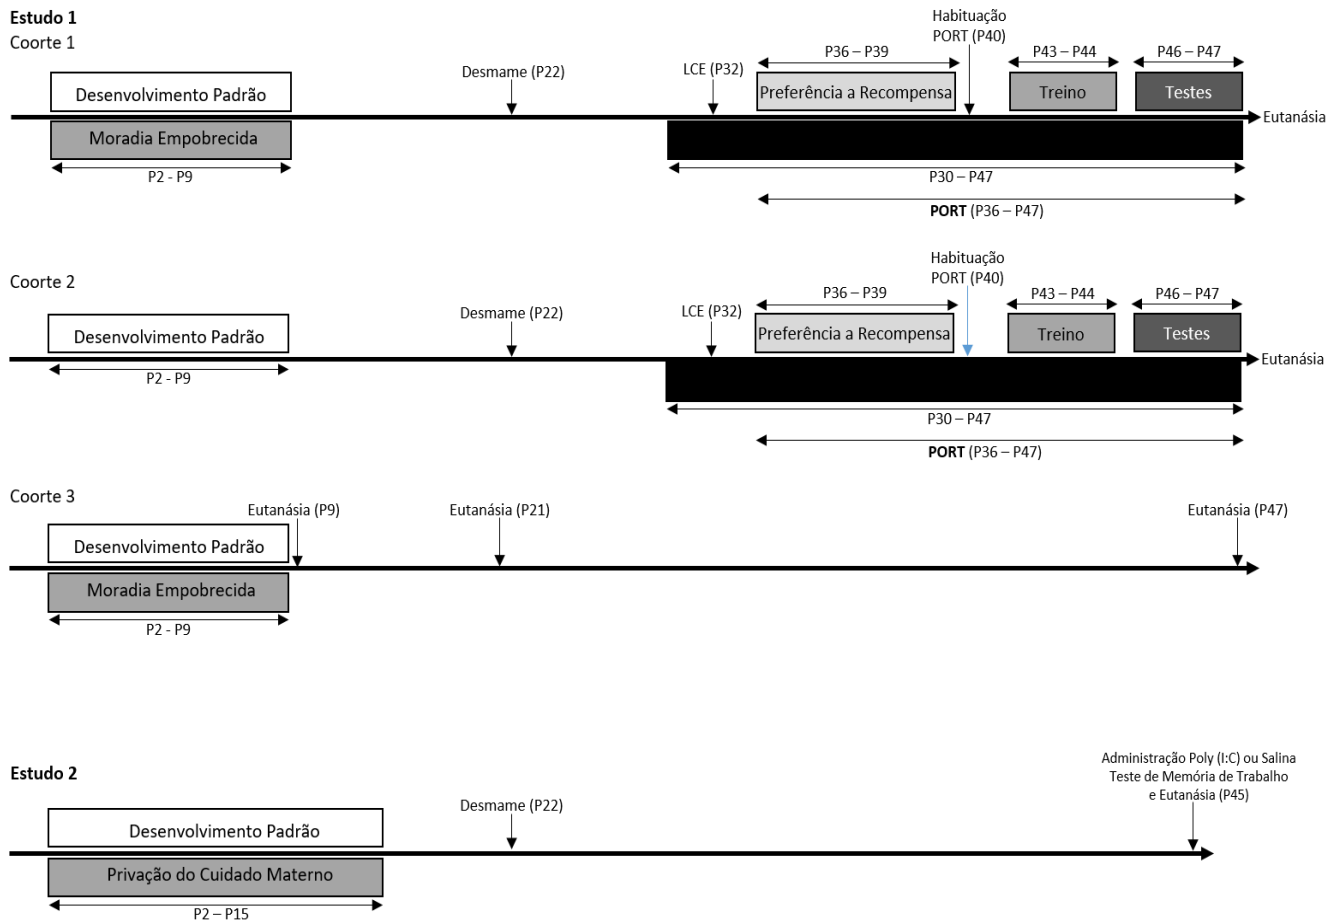 Estudo 1
Coorte 1
Habituação
PORT (P40)
P36 – P39
P43 – P44
P46 – P47
Desmame (P22)
LCE (P32)
Desenvolvimento Padrão
Preferência a Recompensa
Treino
Testes
Eutanásia
Moradia Empobrecida
P2 - P9
P30 – P47
PORT (P36 – P47)
Coorte 2
Habituação
PORT (P40)
P36 – P39
P43 – P44
P46 – P47
Desmame (P22)
LCE (P32)
Desenvolvimento Padrão
Preferência a Recompensa
Treino
Testes
Eutanásia
P2 - P9
P30 – P47
PORT (P36 – P47)
Coorte 3
Eutanásia (P9)
Eutanásia (P21)
Eutanásia (P47)
Desenvolvimento Padrão
Moradia Empobrecida
P2 - P9
Estudo 2
Administração Poly (I:C) ou Salina
Teste de Memória de Trabalho
e Eutanásia (P45)
Desmame (P22)
Desenvolvimento Padrão
Privação do Cuidado Materno
P2 – P15